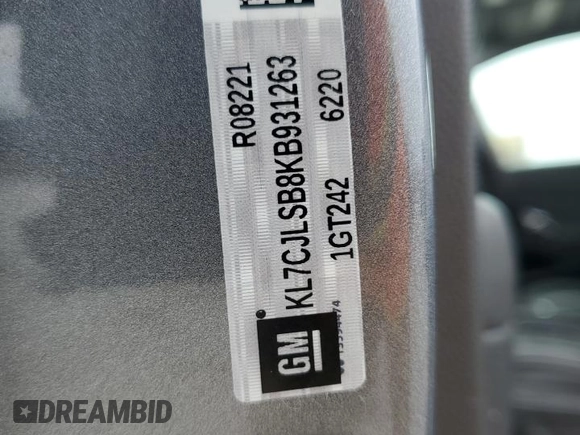 R08221
KL7CJLSB8KB931263
1GT242 6220
GM
DREAMBID